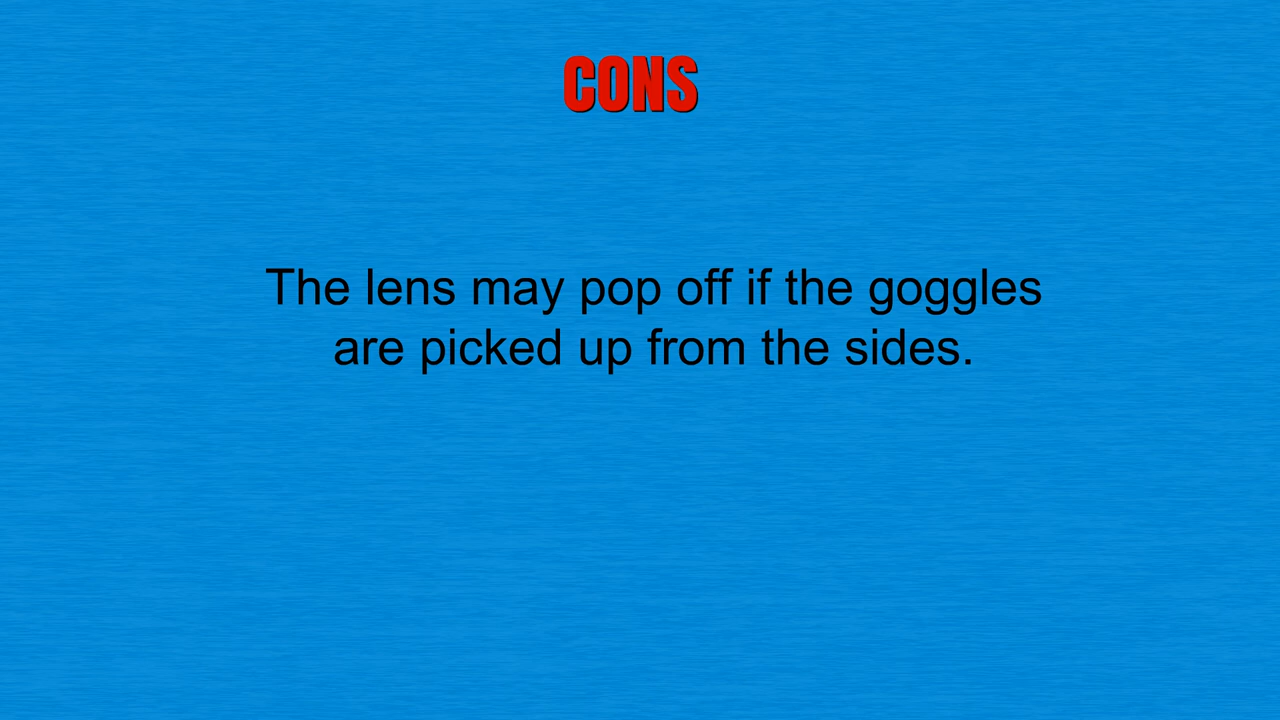 CONS
The lens may pop off if the goggles
are picked up from the sides.